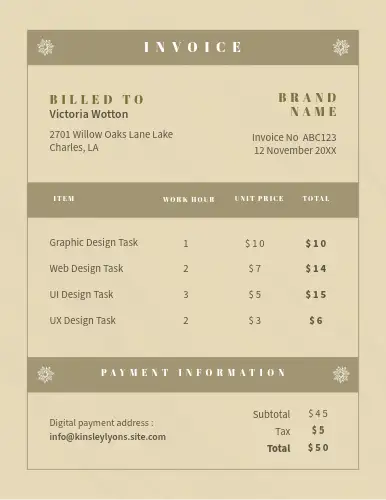 INVOICE
BILLED TO
Victoria Wotton
2701 Willow Oaks Lane Lake
Charles, LA
BRAND
NAME
Invoice No ABC123
12 November 20XX
ITEM WORK HOUR UNIT PRICE TOTAL
Graphic Design Task 1 $10 $10
Web Design Task 2 $7 $14
UI Design Task 3 $5 $15
UX Design Task 2 $3 $6
PAYMENT INFORMATION
Digital payment address :
info@kinsleylyons.site.com
Subtotal $45
Tax $5
Total $50